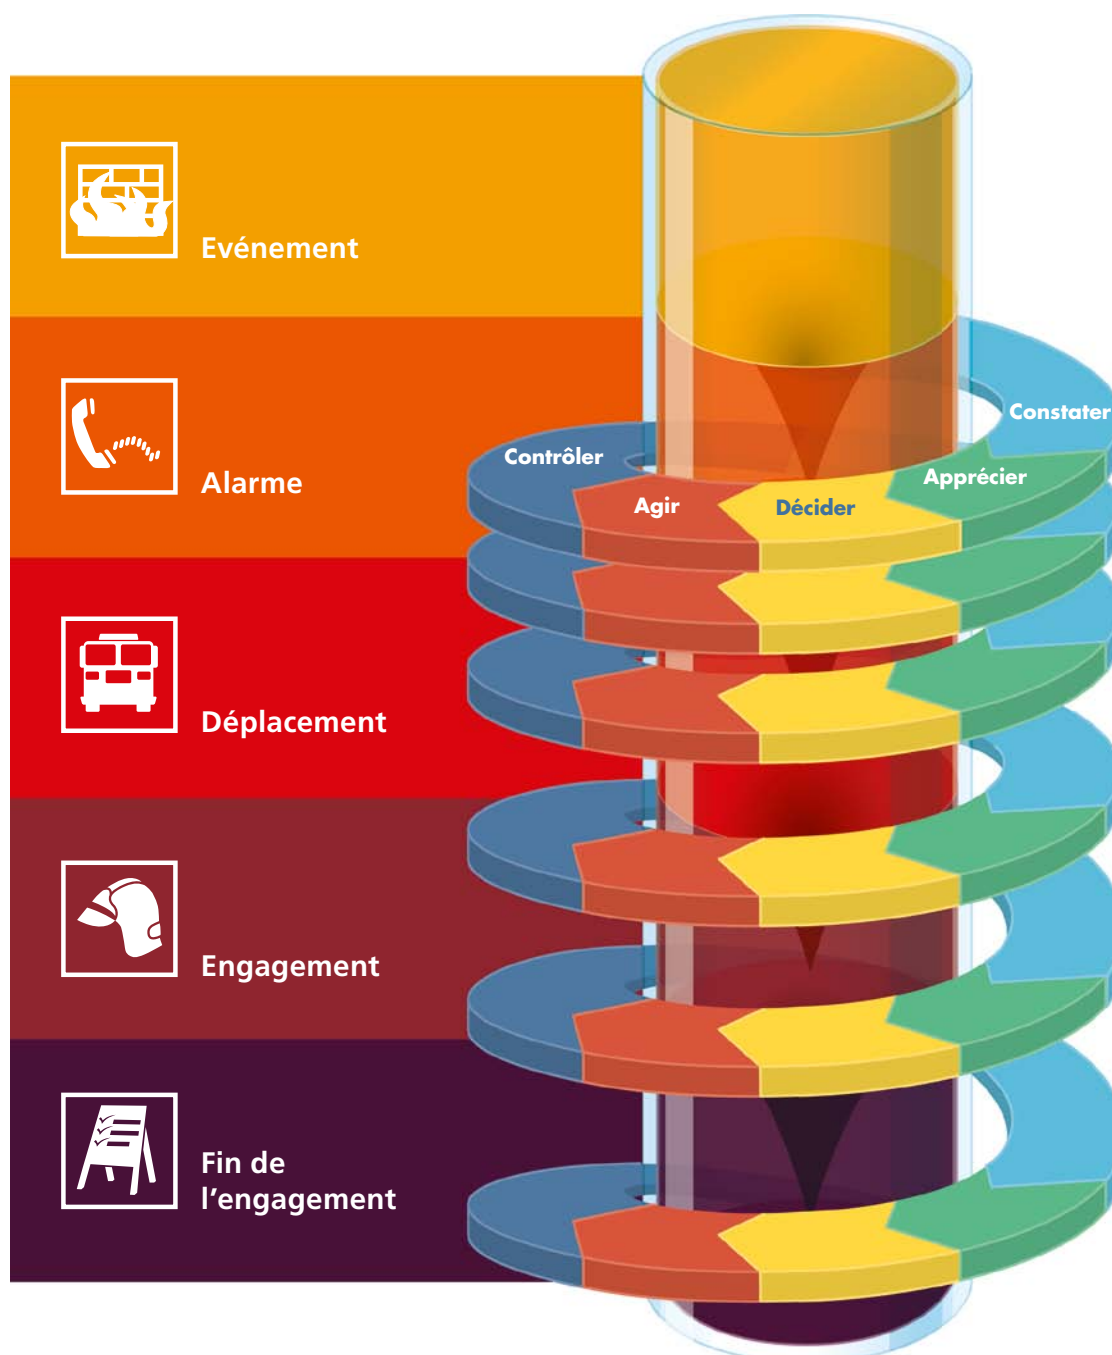 Evénement
Alarme
Constater
Contrôler
Apprécier
Agir
Décider
Déplacement
Engagement
Fin de
l'engagement